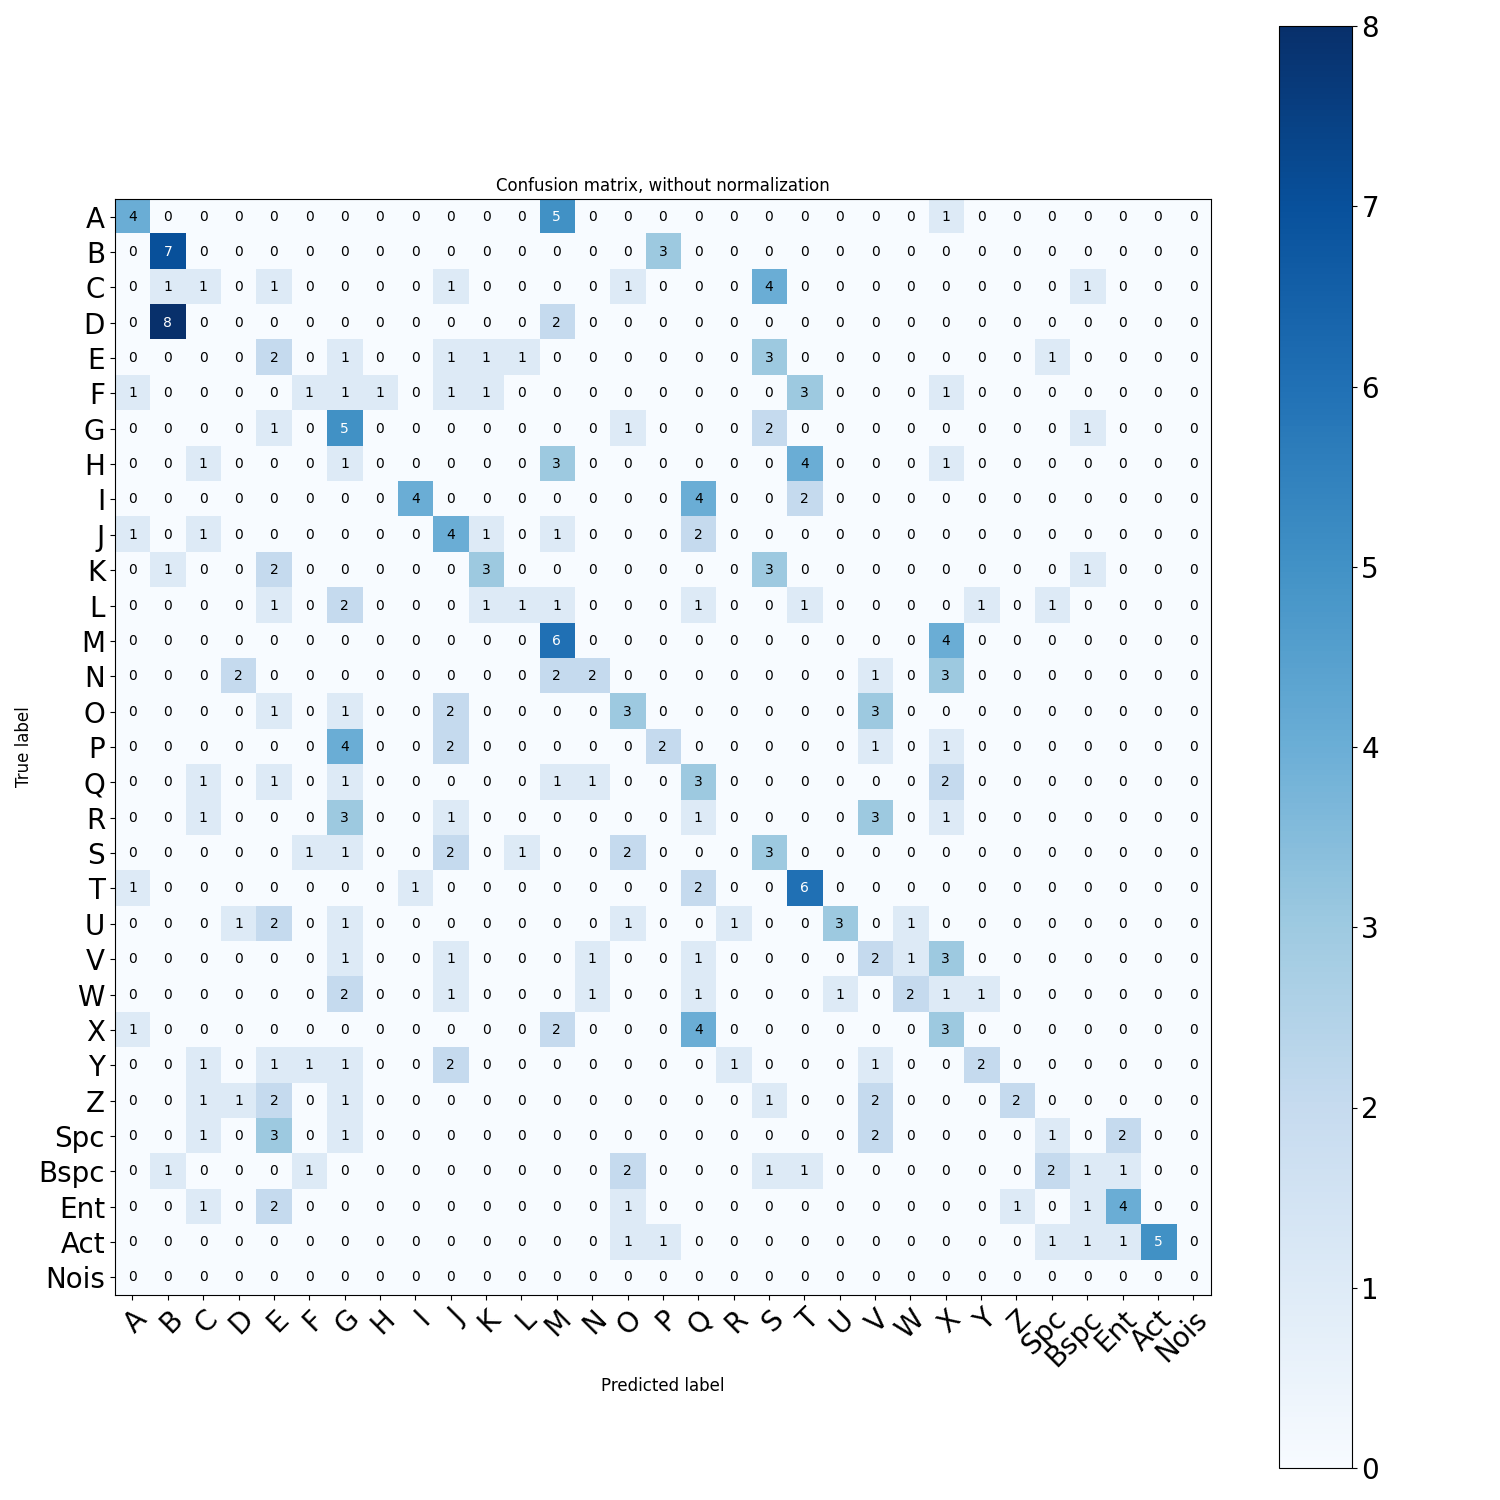 Confusion matrix, without normalization
A 4 0 0 0 0 0 0 0 0 0 0 0 5 0 0 0 0 0 0 0 0 0 0 1 0 0 0 0 0 0 0
B 0 7 0 0 0 0 0 0 0 0 0 0 0 0 0 3 0 0 0 0 0 0 0 0 0 0 0 0 0 0 0
C 0 1 1 0 1 0 0 0 0 1 0 0 0 0 1 0 0 0 4 0 0 0 0 0 0 0 0 1 0 0 0
D 0 8 0 0 0 0 0 0 0 0 0 0 2 0 0 0 0 0 0 0 0 0 0 0 0 0 0 0 0 0 0
E 0 0 0 0 2 0 1 0 0 1 1 1 0 0 0 0 0 0 3 0 0 0 0 0 0 0 1 0 0 0 0
F 1 0 0 0 0 1 1 1 0 1 1 0 0 0 0 0 0 0 0 3 0 0 0 1 0 0 0 0 0 0 0
G 0 0 0 0 1 0 5 0 0 0 0 0 0 0 1 0 0 0 2 0 0 0 0 0 0 0 0 1 0 0 0
H 0 0 1 0 0 0 1 0 0 0 0 0 3 0 0 0 0 0 0 4 0 0 0 1 0 0 0 0 0 0 0
I 0 0 0 0 0 0 0 0 4 0 0 0 0 0 0 0 4 0 0 2 0 0 0 0 0 0 0 0 0 0 0
J 1 0 1 0 0 0 0 0 0 4 1 0 1 0 0 0 2 0 0 0 0 0 0 0 0 0 0 0 0 0 0
K 0 1 0 0 2 0 0 0 0 0 3 0 0 0 0 0 0 0 3 0 0 0 0 0 0 0 0 1 0 0 0
L 0 0 0 0 1 0 2 0 0 0 1 1 1 0 0 0 1 0 0 1 0 0 0 0 1 0 1 0 0 0 0
M 0 0 0 0 0 0 0 0 0 0 0 0 6 0 0 0 0 0 0 0 0 0 0 4 0 0 0 0 0 0 0
N 0 0 0 2 0 0 0 0 0 0 0 0 2 2 0 0 0 0 0 0 0 1 0 3 0 0 0 0 0 0 0
O 0 0 0 0 1 0 1 0 0 2 0 0 0 0 3 0 0 0 0 0 0 3 0 0 0 0 0 0 0 0 0
P 0 0 0 0 0 0 4 0 0 2 0 0 0 0 0 2 0 0 0 0 0 1 0 1 0 0 0 0 0 0 0
Q 0 0 1 0 1 0 1 0 0 0 0 0 1 1 0 0 3 0 0 0 0 0 0 2 0 0 0 0 0 0 0
R 0 0 1 0 0 0 3 0 0 1 0 0 0 0 0 0 1 0 0 0 0 3 0 1 0 0 0 0 0 0 0
S 0 0 0 0 0 1 1 0 0 2 0 1 0 0 2 0 0 0 3 0 0 0 0 0 0 0 0 0 0 0 0
T 1 0 0 0 0 0 0 0 1 0 0 0 0 0 0 0 2 0 0 6 0 0 0 0 0 0 0 0 0 0 0
U 0 0 0 1 2 0 1 0 0 0 0 0 0 0 1 0 0 1 0 0 3 0 1 0 0 0 0 0 0 0 0
V 0 0 0 0 0 0 1 0 0 1 0 0 0 1 0 0 1 0 0 0 0 2 1 3 0 0 0 0 0 0 0
W 0 0 0 0 0 0 2 0 0 1 0 0 0 1 0 0 1 0 0 0 1 0 2 1 1 0 0 0 0 0 0
X 1 0 0 0 0 0 0 0 0 0 0 0 2 0 0 0 4 0 0 0 0 0 0 3 0 0 0 0 0 0 0
Y 0 0 1 0 1 1 1 0 0 2 0 0 0 0 0 0 0 1 0 0 0 1 0 0 2 0 0 0 0 0 0
Z 0 0 1 1 2 0 1 0 0 0 0 0 0 0 0 0 0 0 1 0 0 2 0 0 0 2 0 0 0 0 0
Spc 0 0 1 0 3 0 1 0 0 0 0 0 0 0 0 0 0 0 0 0 0 2 0 0 0 0 1 0 2 0 0
Bspc 0 1 0 0 0 1 0 0 0 0 0 0 0 0 2 0 0 0 1 1 0 0 0 0 0 0 2 1 1 0 0
Ent 0 0 1 0 2 0 0 0 0 0 0 0 0 0 1 0 0 0 0 0 0 0 0 0 0 1 0 1 4 0 0
Act 0 0 0 0 0 0 0 0 0 0 0 0 0 0 1 1 0 0 0 0 0 0 0 0 0 0 1 1 1 5 0
Nois 0 0 0 0 0 0 0 0 0 0 0 0 0 0 0 0 0 0 0 0 0 0 0 0 0 0 0 0 0 0 0
A B C D E F G H I J K L M N O P Q R S T U V W X Y Z Spc Bspc Ent Act Nois
Predicted label
True label
8
7
6
5
4
3
2
1
0